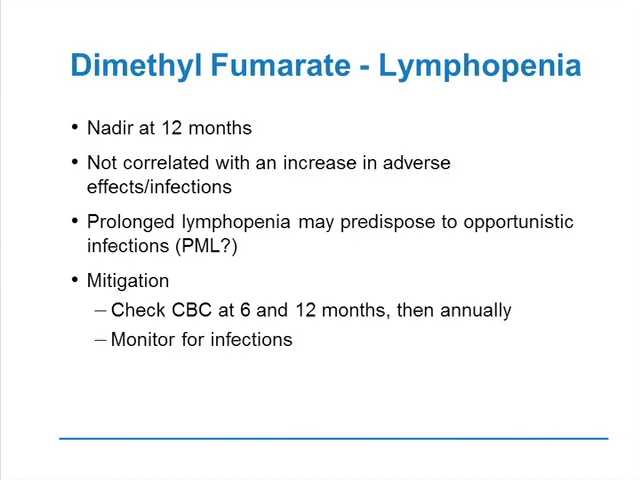 Dimethyl Fumarate - Lymphopenia
• Nadir at 12 months
• Not correlated with an increase in adverse
effects/infections
• Prolonged lymphopenia may predispose to opportunistic
infections (PML?)
• Mitigation
– Check CBC at 6 and 12 months, then annually
– Monitor for infections